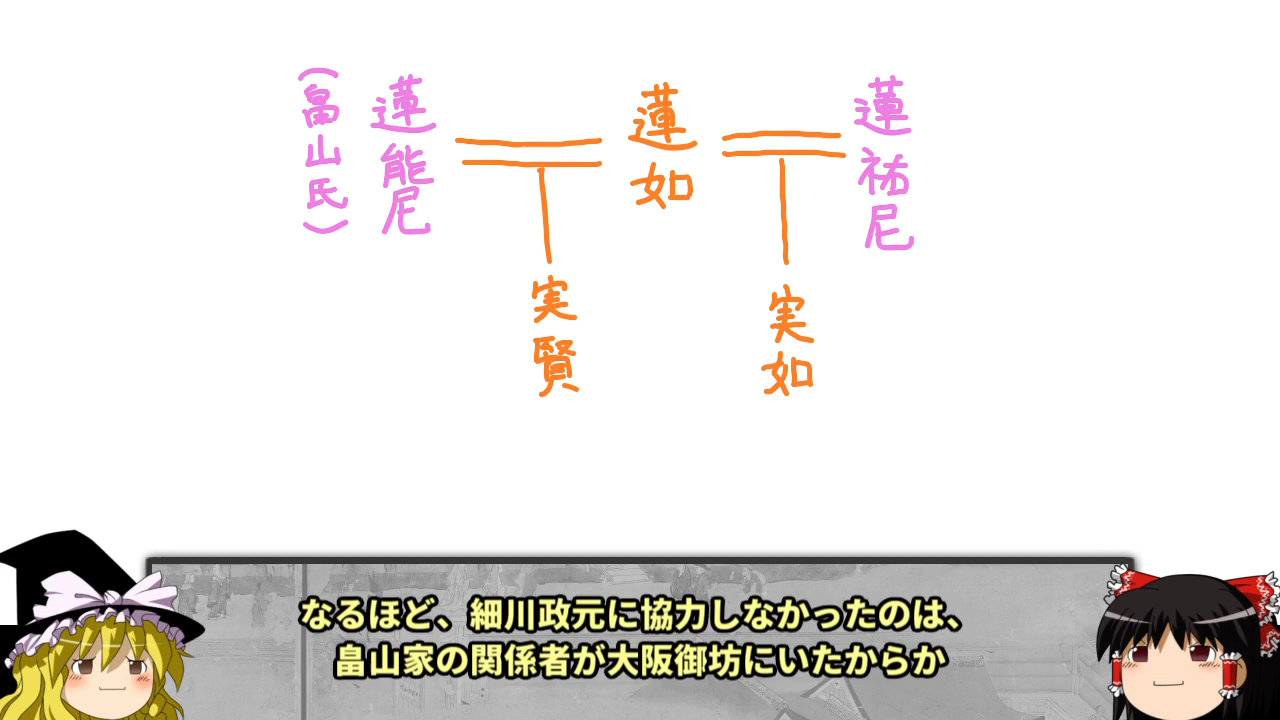 蓮祐尼
蓮如
蓮能尼
(畠山氏)
実如
実賢
なるほど、細川政元に協力しなかったのは、
畠山家の関係者が大阪御坊にいたからか